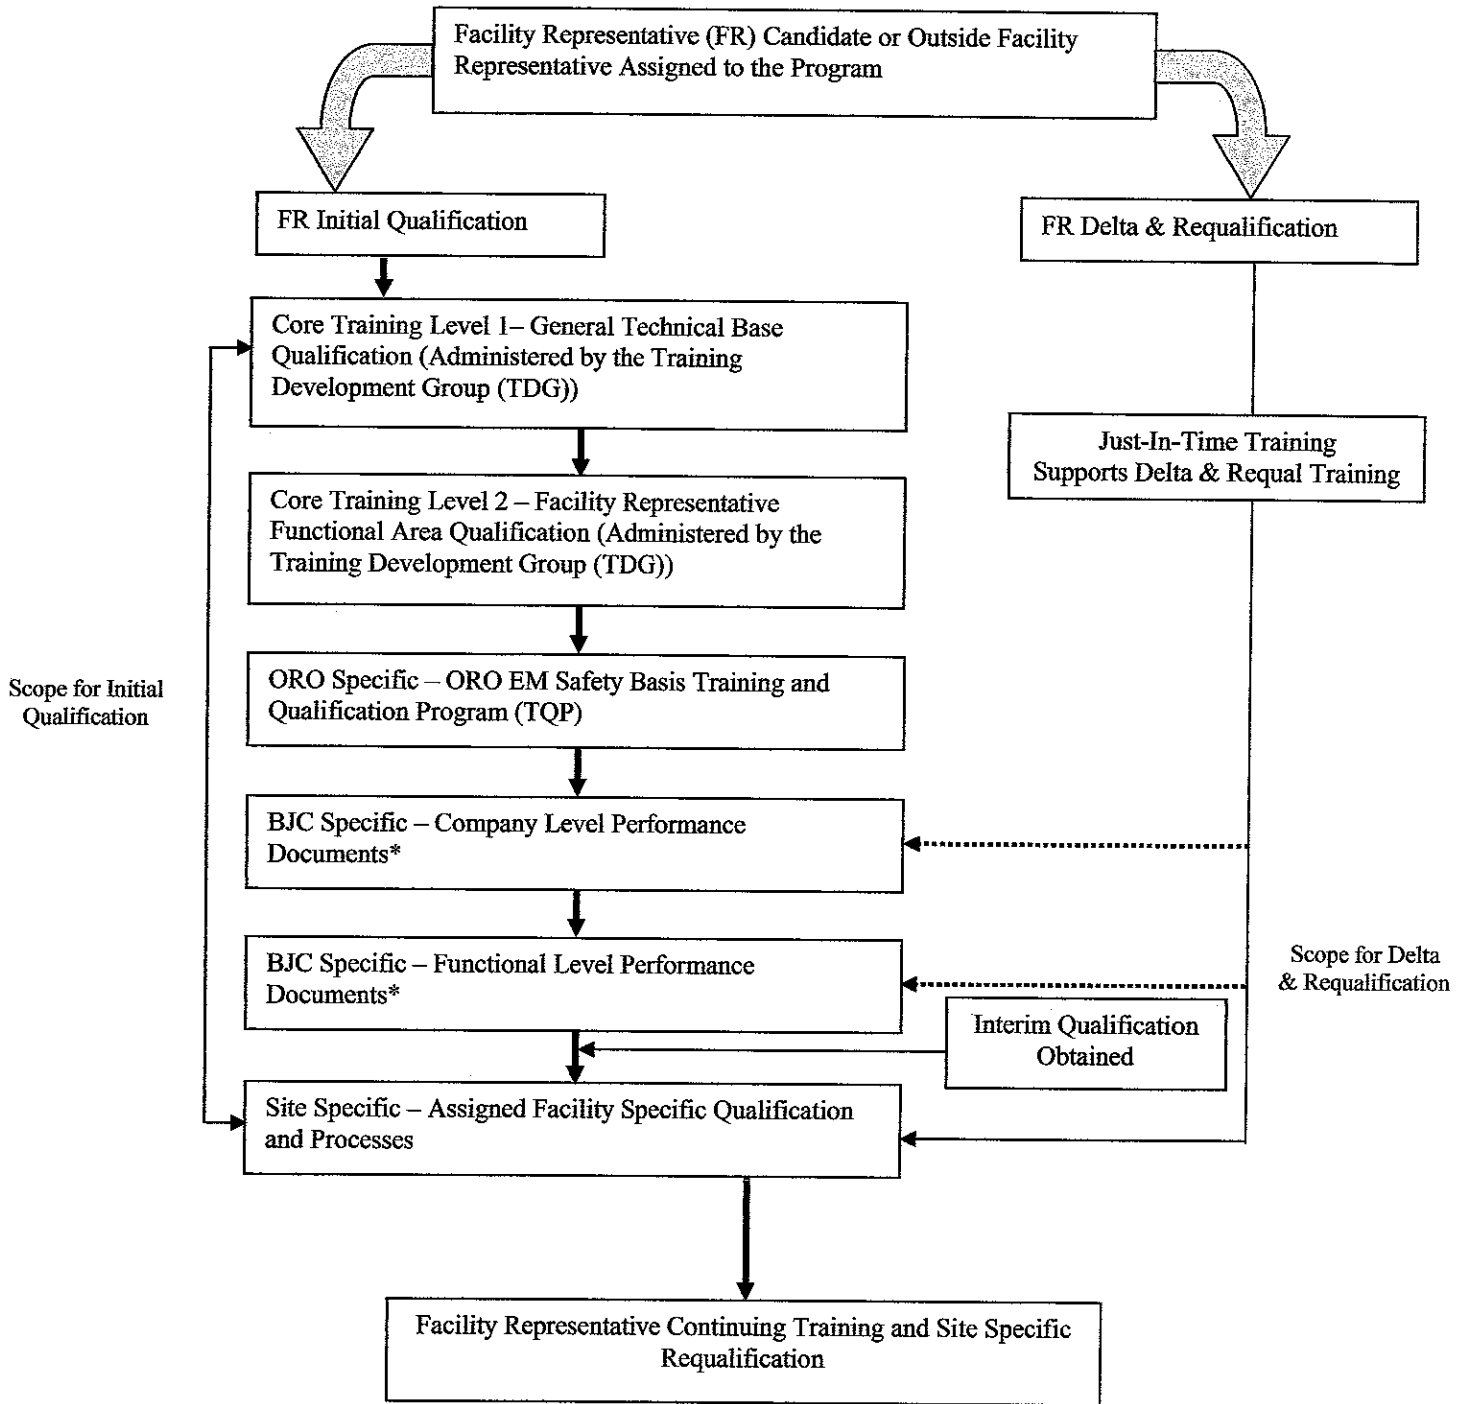 Facility Representative (FR) Candidate or Outside Facility
Representative Assigned to the Program
FR Initial Qualification
FR Delta & Requalification
Core Training Level 1– General Technical Base
Qualification (Administered by the Training
Development Group (TDG))
Just-In-Time Training
Supports Delta & Requal Training
Core Training Level 2 – Facility Representative
Functional Area Qualification (Administered by the
Training Development Group (TDG))
Scope for Initial
Qualification
ORO Specific – ORO EM Safety Basis Training and
Qualification Program (TQP)
BJC Specific – Company Level Performance
Documents*
BJC Specific – Functional Level Performance
Documents*
Scope for Delta
& Requalification
Interim Qualification
Obtained
Site Specific – Assigned Facility Specific Qualification
and Processes
Facility Representative Continuing Training and Site Specific
Requalification